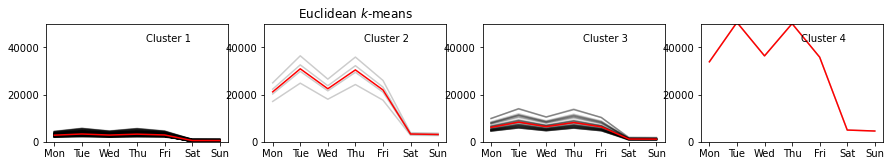 Euclidean k-means
Cluster 1 Cluster 2 Cluster 3 Cluster 4
40000 40000 40000 40000
20000 20000 20000 20000
0 0 0 0
Mon Tue Wed Thu Fri Sat Sun Mon Tue Wed Thu Fri Sat Sun Mon Tue Wed Thu Fri Sat Sun Mon Tue Wed Thu Fri Sat Sun